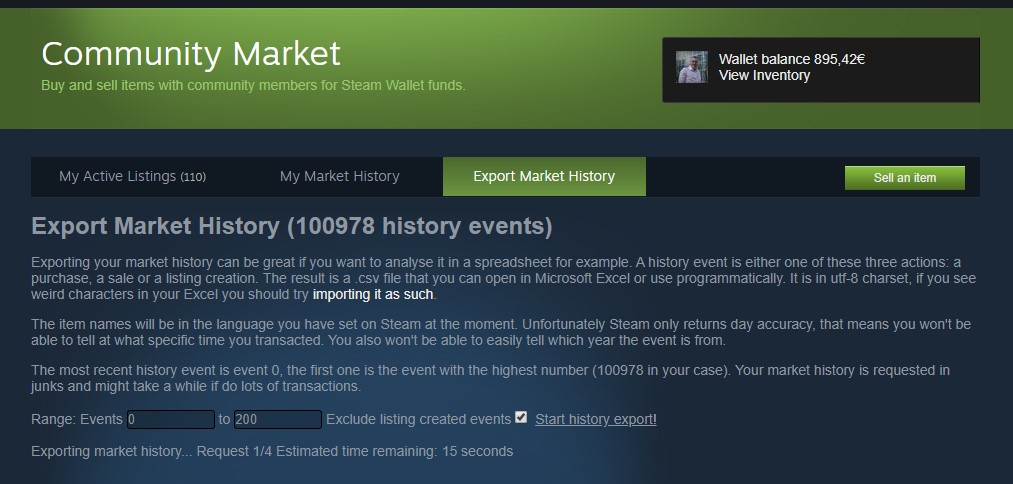 Community Market
Buy and sell items with community members for Steam Wallet funds.
Wallet balance 895,42€
View Inventory
My Active Listings (110)
My Market History
Export Market History
Sell an item
Export Market History (100978 history events)
Exporting your market history can be great if you want to analyse it in a spreadsheet for example. A history event is either one of these three actions: a
purchase, a sale or a listing creation. The result is a .csv file that you can open in Microsoft Excel or use programmatically. It is in utf-8 charset, if you see
weird characters in your Excel you should try importing it as such.
The item names will be in the language you have set on Steam at the moment. Unfortunately Steam only returns day accuracy, that means you won't be
able to tell at what specific time you transacted. You also won't be able to easily tell which year the event is from.
The most recent history event is event 0, the first one is the event with the highest number (100978 in your case). Your market history is requested in
junks and might take a while if do lots of transactions.
Range: Events 0 to 200 Exclude listing created events Start history export!
Exporting market history... Request 1/4 Estimated time remaining: 15 seconds